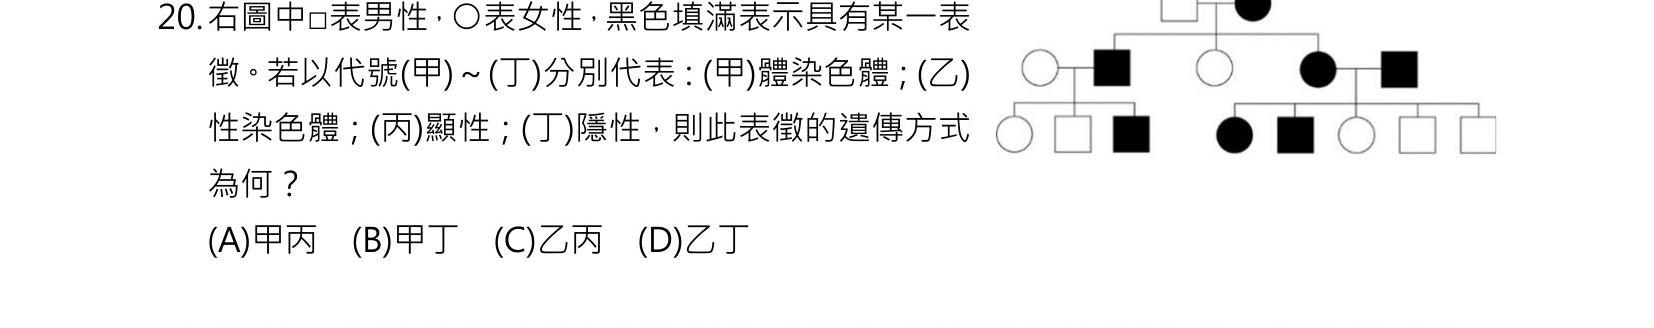 20.右圖中□表男性，○表女性，黑色填滿表示具有某一表
徵。若以代號(甲)~(丁)分別代表：(甲)體染色體；(乙)
性染色體；(丙)顯性；(丁)隱性，則此表徵的遺傳方式
為何？
(A)甲丙　(B)甲丁　(C)乙丙　(D)乙丁